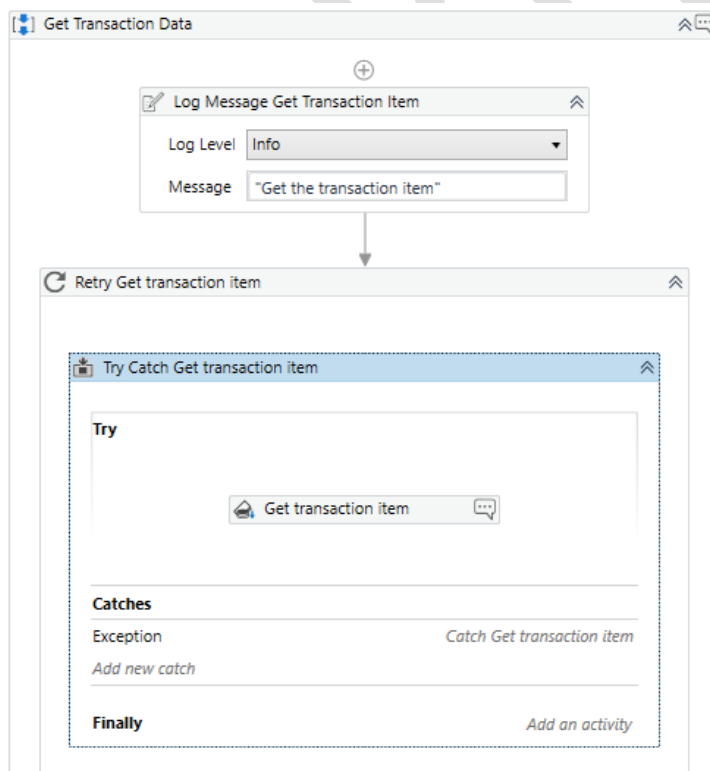 Get Transaction Data
Log Message Get Transaction Item
Log Level Info
Message "Get the transaction item"
Retry Get transaction item
Try Catch Get transaction item
Try
Get transaction item
Catches
Exception Catch Get transaction item
Add new catch
Finally Add an activity